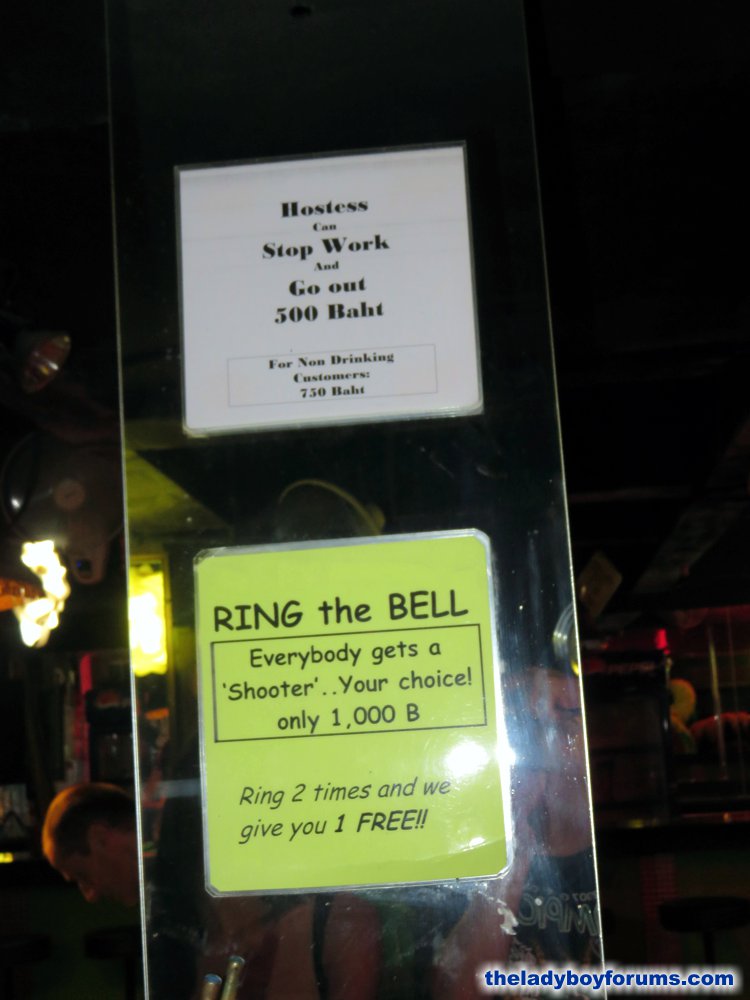 Hostess
Can
Stop Work
And
Go out
500 Baht
For Non Drinking
Customers:
750 Baht
RING the BELL
Everybody gets a
'Shooter'..Your choice!
only 1,000 B
Ring 2 times and we
give you 1 FREE!!
theladyboyforums.com